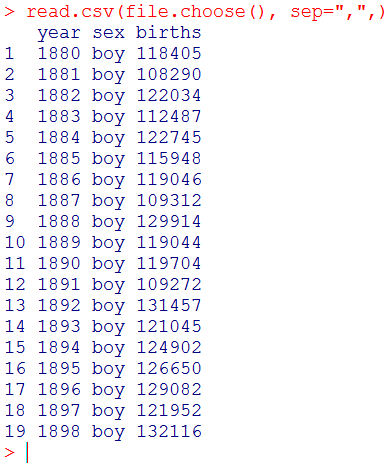 > read.csv(file.choose(), sep=",",)
year sex births
1 1880 boy 118405
2 1881 boy 108290
3 1882 boy 122034
4 1883 boy 112487
5 1884 boy 122745
6 1885 boy 115948
7 1886 boy 119046
8 1887 boy 109312
9 1888 boy 129914
10 1889 boy 119044
11 1890 boy 119704
12 1891 boy 109272
13 1892 boy 131457
14 1893 boy 121045
15 1894 boy 124902
16 1895 boy 126650
17 1896 boy 129082
18 1897 boy 121952
19 1898 boy 132116
>